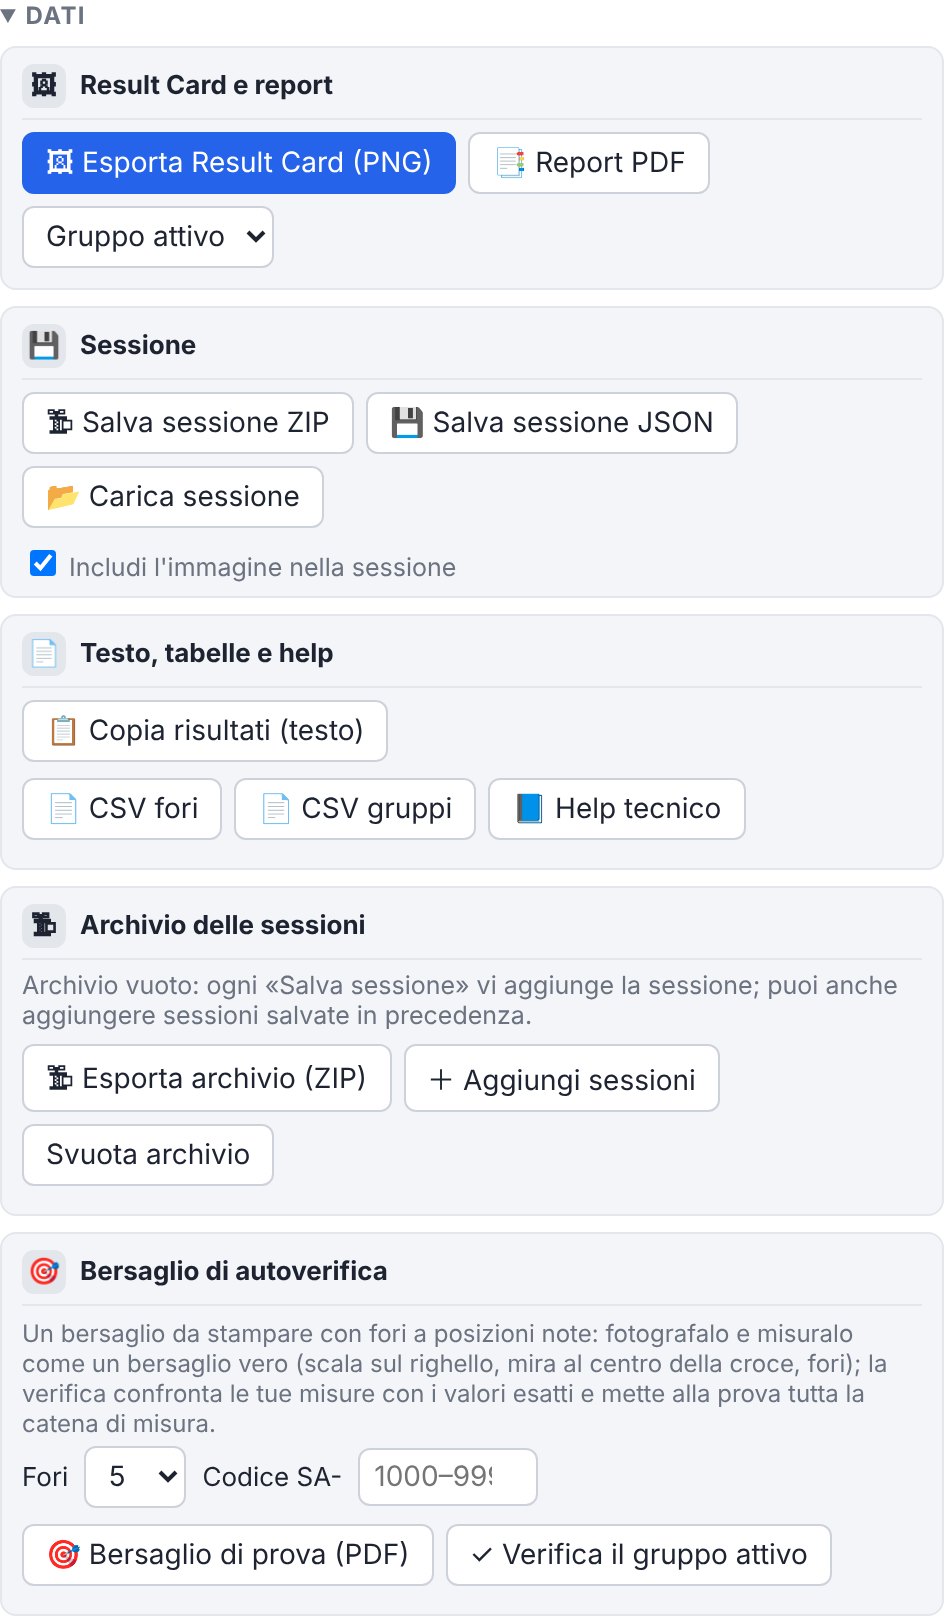 DATI
Result Card e report
Esporta Result Card (PNG)
Report PDF
Gruppo attivo
Sessione
Salva sessione ZIP
Salva sessione JSON
Carica sessione
Includi l'immagine nella sessione
Testo, tabelle e help
Copia risultati (testo)
CSV fori
CSV gruppi
Help tecnico
Archivio delle sessioni
Archivio vuoto: ogni «Salva sessione» vi aggiunge la sessione; puoi anche
aggiungere sessioni salvate in precedenza.
Esporta archivio (ZIP)
+ Aggiungi sessioni
Svuota archivio
Bersaglio di autoverifica
Un bersaglio da stampare con fori a posizioni note: fotografalo e misuralo
come un bersaglio vero (scala sul righello, mira al centro della croce, fori); la
verifica confronta le tue misure con i valori esatti e mette alla prova tutta la
catena di misura.
Fori 5 Codice SA- 1000–999
Bersaglio di prova (PDF)
✓ Verifica il gruppo attivo